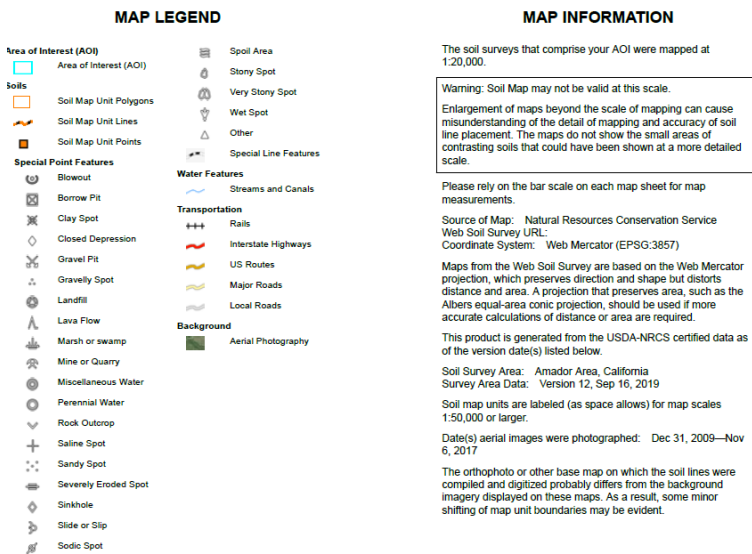 MAP LEGEND
Area of Interest (AOI)
Area of Interest (AOI)
Soils
Soil Map Unit Polygons
Soil Map Unit Lines
Soil Map Unit Points
Special Point Features
Blowout
Borrow Pit
Clay Spot
Closed Depression
Gravel Pit
Gravelly Spot
Landfill
Lava Flow
Marsh or swamp
Mine or Quarry
Miscellaneous Water
Perennial Water
Rock Outcrop
Saline Spot
Sandy Spot
Severely Eroded Spot
Sinkhole
Slide or Slip
Sodic Spot
Spoil Area
Stony Spot
Very Stony Spot
Wet Spot
Other
Special Line Features
Water Features
Streams and Canals
Transportation
Rails
Interstate Highways
US Routes
Major Roads
Local Roads
Background
Aerial Photography
MAP INFORMATION
The soil surveys that comprise your AOI were mapped at
1:20,000.
Warning: Soil Map may not be valid at this scale.
Enlargement of maps beyond the scale of mapping can cause
misunderstanding of the detail of mapping and accuracy of soil
line placement. The maps do not show the small areas of
contrasting soils that could have been shown at a more detailed
scale.
Please rely on the bar scale on each map sheet for map
measurements.
Source of Map: Natural Resources Conservation Service
Web Soil Survey URL:
Coordinate System: Web Mercator (EPSG:3857)
Maps from the Web Soil Survey are based on the Web Mercator
projection, which preserves direction and shape but distorts
distance and area. A projection that preserves area, such as the
Albers equal-area conic projection, should be used if more
accurate calculations of distance or area are required.
This product is generated from the USDA-NRCS certified data as
of the version date(s) listed below.
Soil Survey Area: Amador Area, California
Survey Area Data: Version 12, Sep 16, 2019
Soil map units are labeled (as space allows) for map scales
1:50,000 or larger.
Date(s) aerial images were photographed: Dec 31, 2009—Nov
6, 2017
The orthophoto or other base map on which the soil lines were
compiled and digitized probably differs from the background
imagery displayed on these maps. As a result, some minor
shifting of map unit boundaries may be evident.